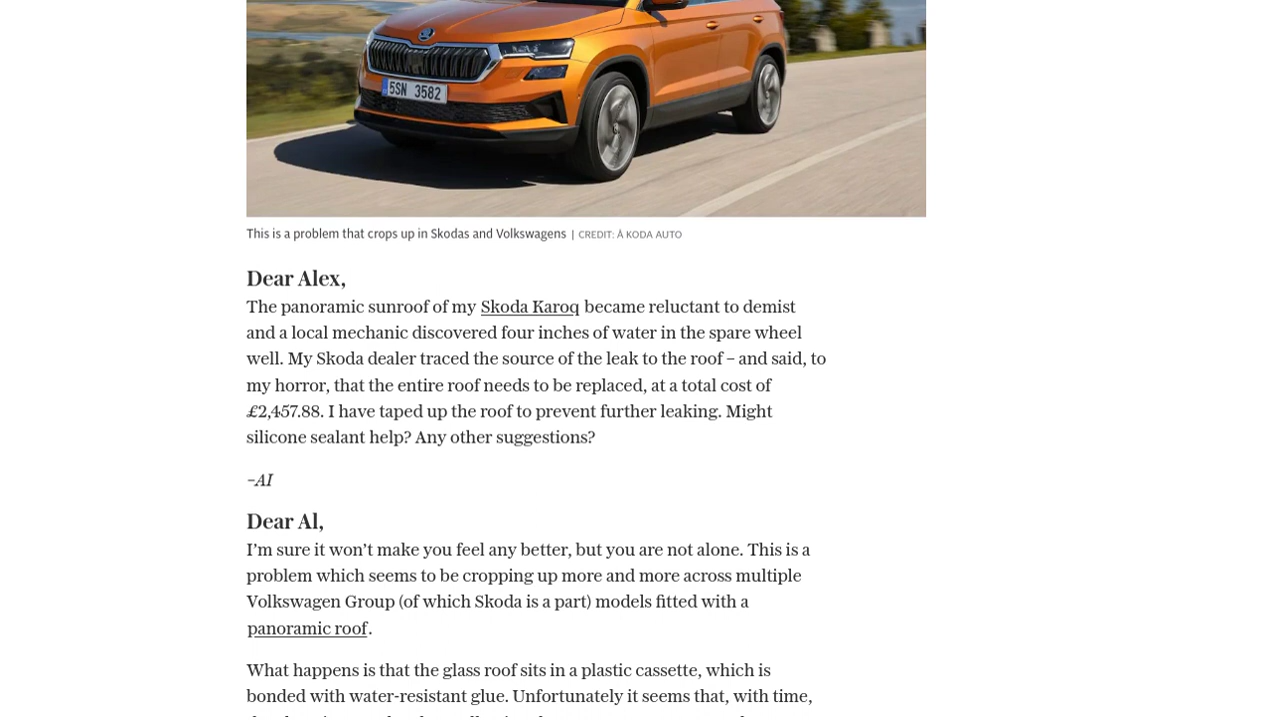 5SN 3582
This is a problem that crops up in Skodas and Volkswagens | CREDIT: Å KODA AUTO
Dear Alex,
The panoramic sunroof of my Skoda Karoq became reluctant to demist
and a local mechanic discovered four inches of water in the spare wheel
well. My Skoda dealer traced the source of the leak to the roof – and said, to
my horror, that the entire roof needs to be replaced, at a total cost of
£2,457.88. I have taped up the roof to prevent further leaking. Might
silicone sealant help? Any other suggestions?
–AI
Dear Al,
I’m sure it won’t make you feel any better, but you are not alone. This is a
problem which seems to be cropping up more and more across multiple
Volkswagen Group (of which Skoda is a part) models fitted with a
panoramic roof.
What happens is that the glass roof sits in a plastic cassette, which is
bonded with water-resistant glue. Unfortunately it seems that, with time,